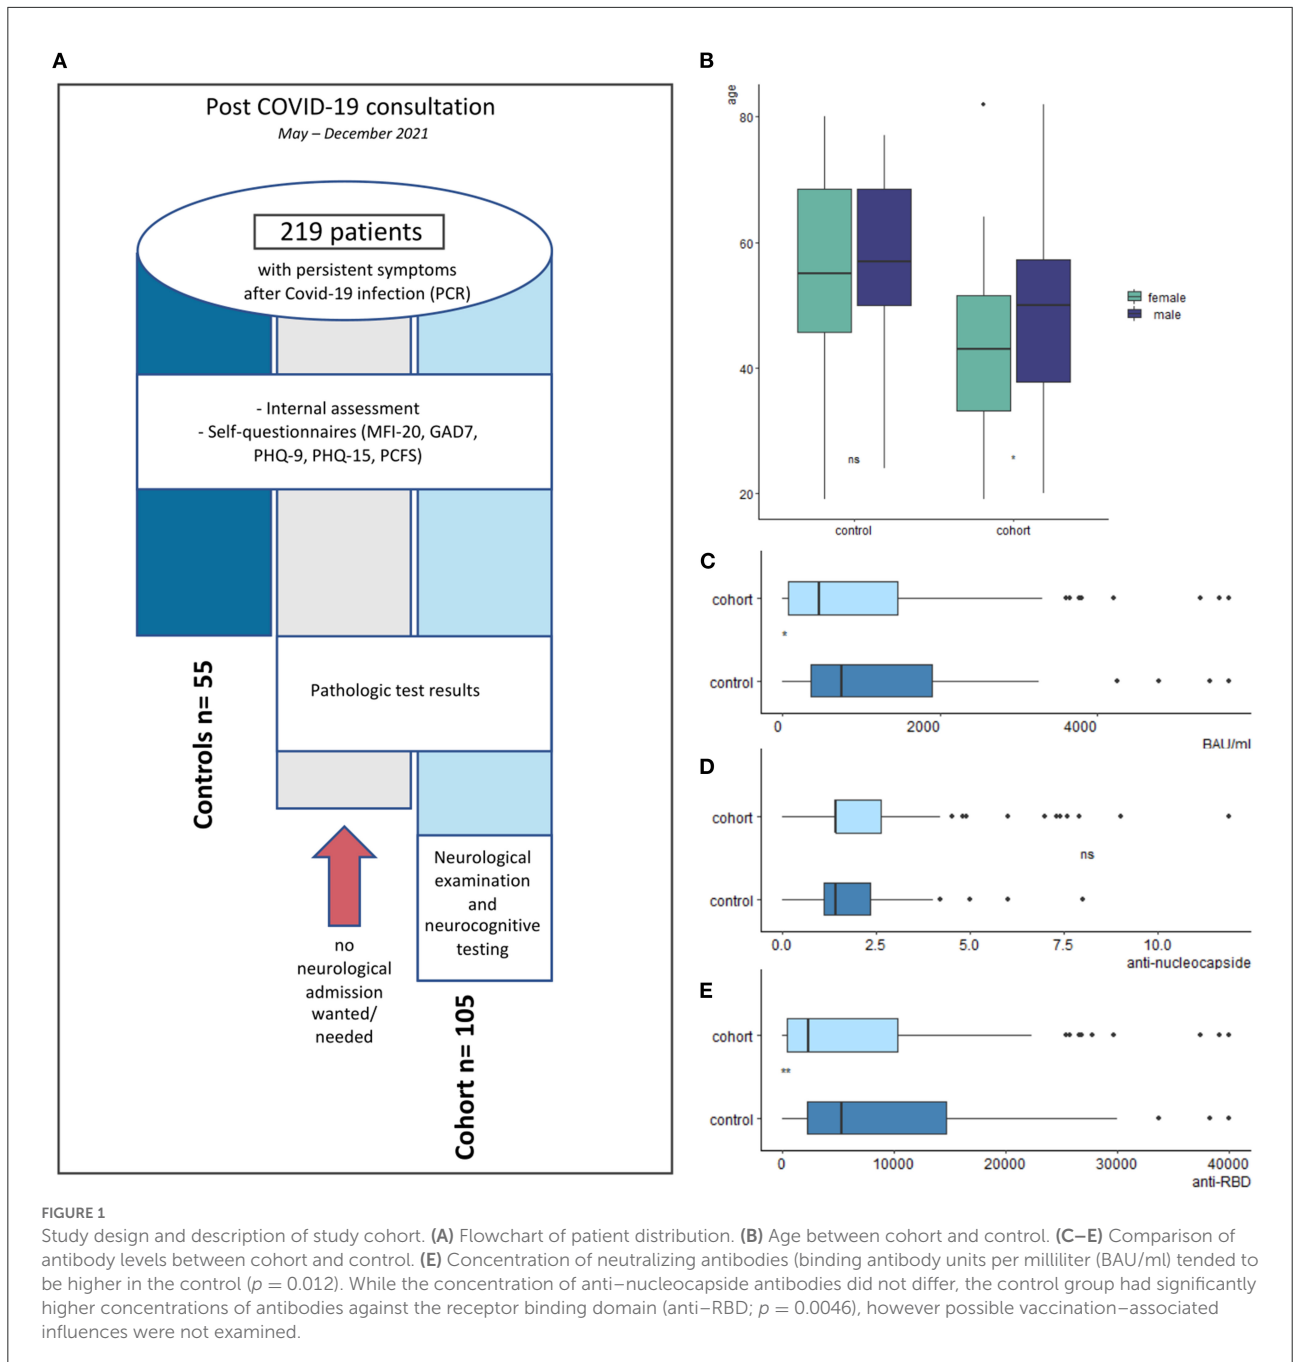 A
Post COVID-19 consultation
May – December 2021
219 patients
with persistent symptoms
after Covid-19 infection (PCR)
- Internal assessment
- Self-questionnaires (MFI-20, GAD7,
PHQ-9, PHQ-15, PCFS)
Pathologic test results
Controls n= 55
no
neurological
admission
wanted/
needed
Neurological
examination
and
neurocognitive
testing
Cohort n= 105
B
age
80
60
40
20
ns
*
control
cohort
female
male
C
cohort
*
control
0
2000
4000
BAU/ml
D
cohort
ns
control
0.0
2.5
5.0
7.5
10.0
anti-nucleocapside
E
cohort
**
control
0
10000
20000
30000
40000
anti-RBD
FIGURE 1
Study design and description of study cohort. (A) Flowchart of patient distribution. (B) Age between cohort and control. (C–E) Comparison of
antibody levels between cohort and control. (E) Concentration of neutralizing antibodies (binding antibody units per milliliter (BAU/ml) tended to
be higher in the control (p = 0.012). While the concentration of anti–nucleocapside antibodies did not differ, the control group had significantly
higher concentrations of antibodies against the receptor binding domain (anti–RBD; p = 0.0046), however possible vaccination–associated
influences were not examined.